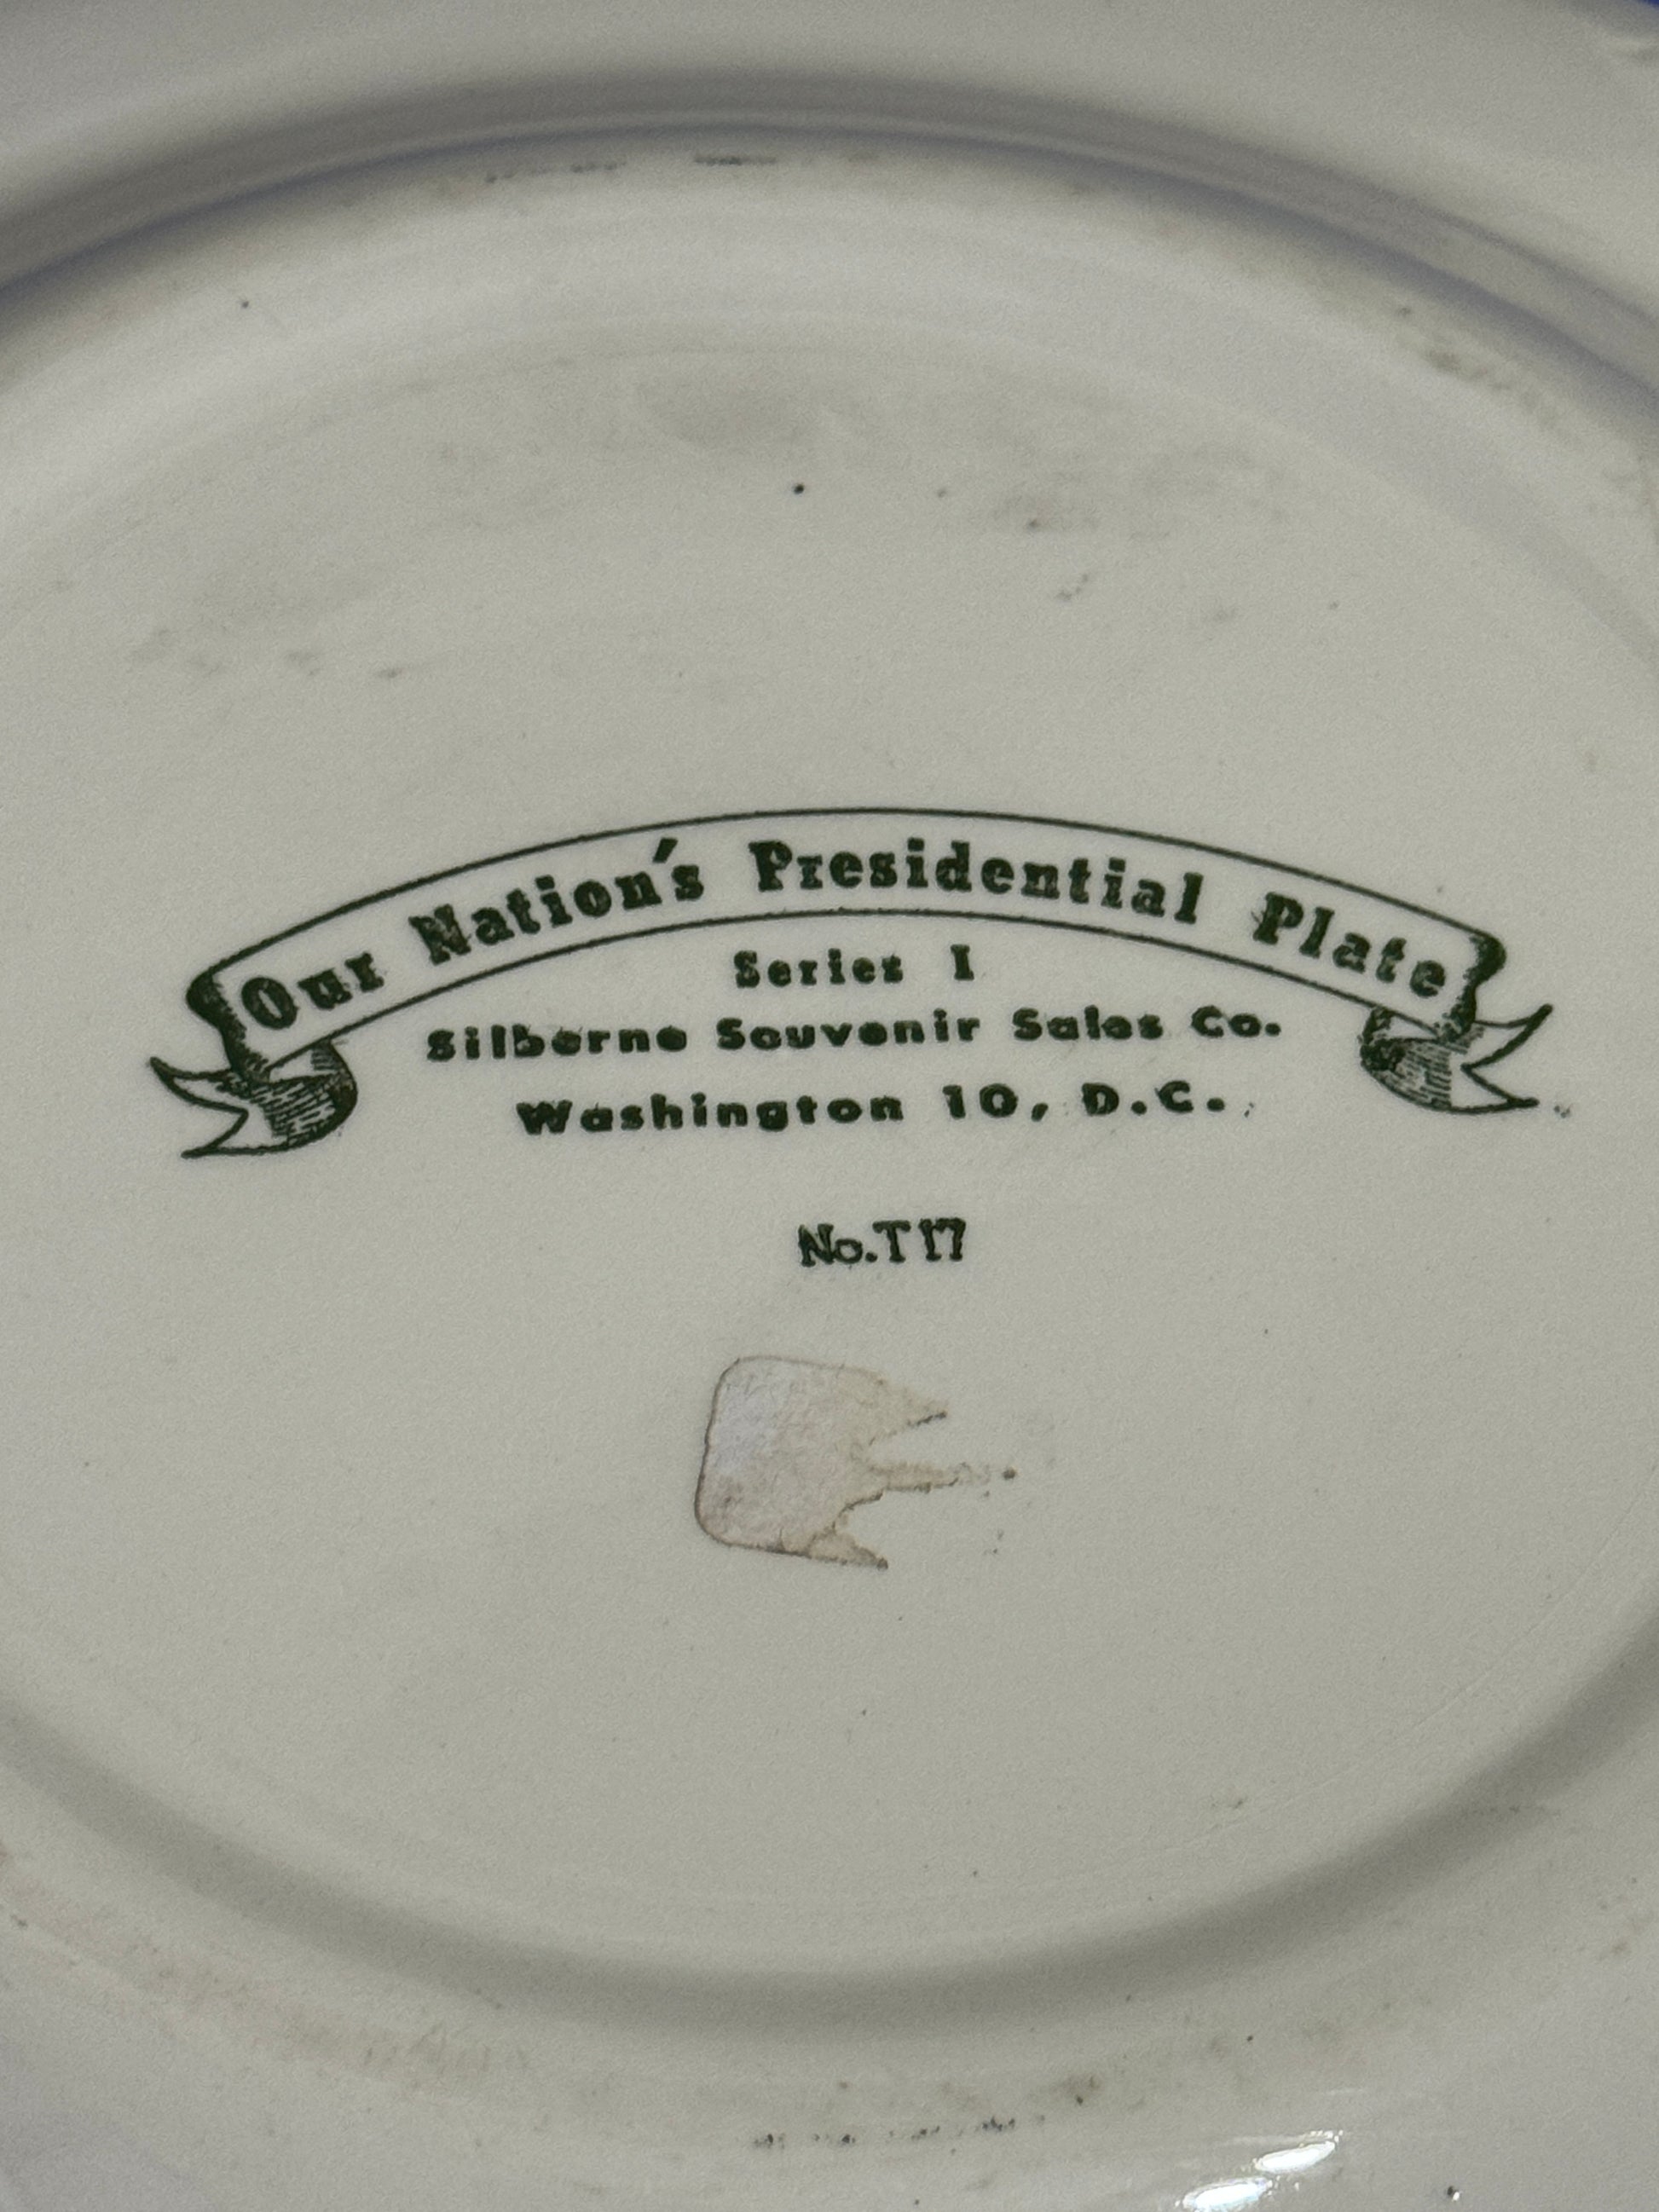 Our Nation's Presidential Plate
Series I
Silberne Souvenir Sales Co.
Washington 10, D.C.
No. T17